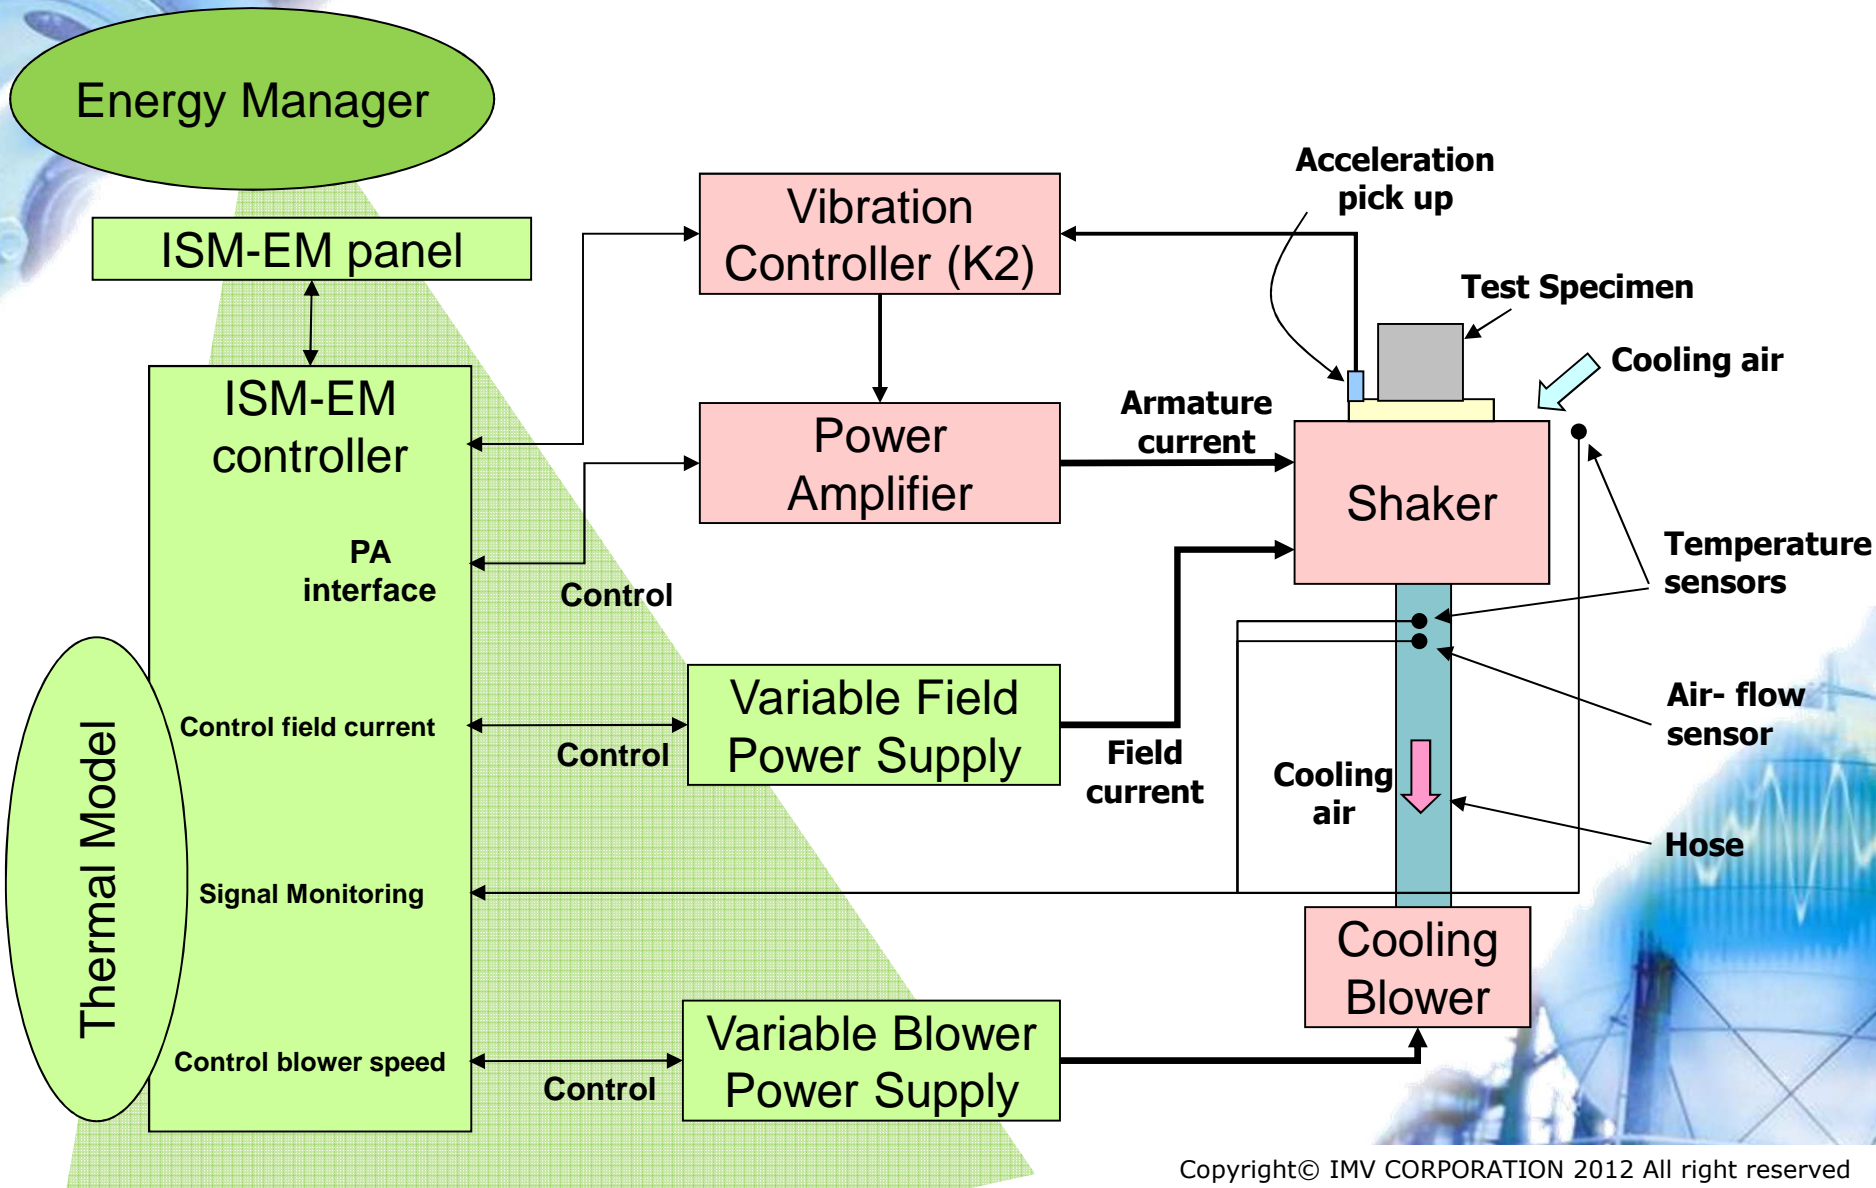 Energy Manager
ISM-EM panel
ISM-EM
controller
PA
interface
Control field current
Signal Monitoring
Control blower speed
Thermal Model
Vibration
Controller (K2)
Power
Amplifier
Control
Variable Field
Power Supply
Control
Variable Blower
Power Supply
Control
Armature
current
Field
current
Acceleration
pick up
Test Specimen
Cooling air
Shaker
Temperature
sensors
Air- flow
sensor
Cooling
air
Hose
Cooling
Blower
Copyright© IMV CORPORATION 2012 All right reserved